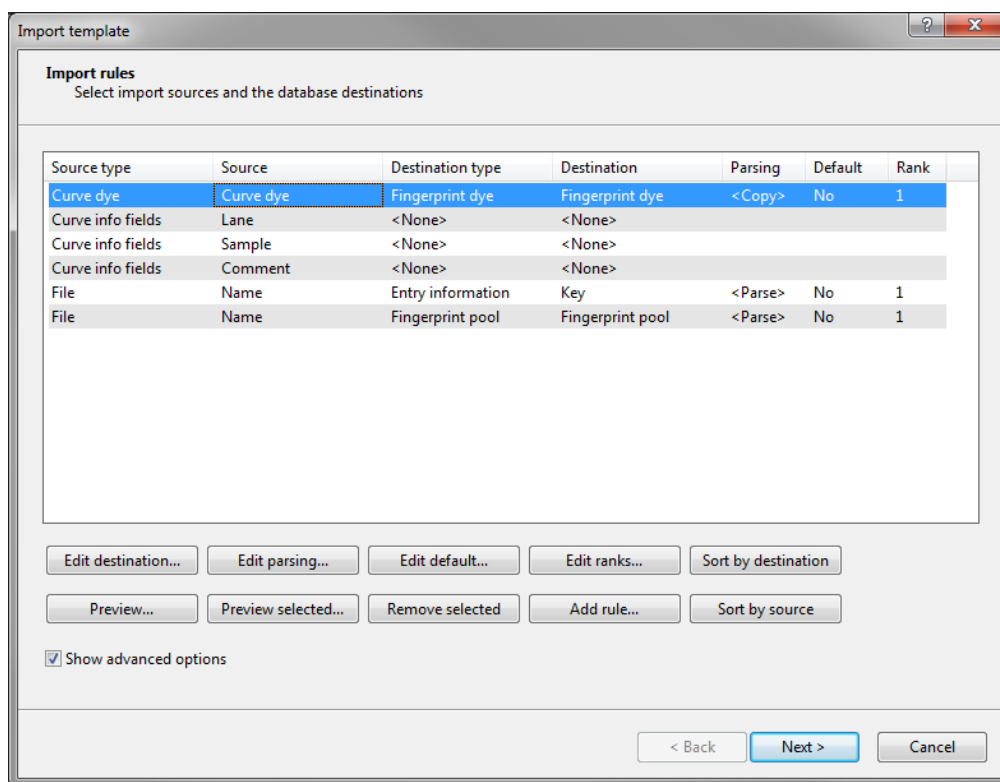 Import template
Import rules
Select import sources and the database destinations
Source type Source Destination type Destination Parsing Default Rank
Curve dye Curve dye Fingerprint dye Fingerprint dye <Copy> No 1
Curve info fields Lane <None> <None>
Curve info fields Sample <None> <None>
Curve info fields Comment <None> <None>
File Name Entry information Key <Parse> No 1
File Name Fingerprint pool Fingerprint pool <Parse> No 1
Edit destination... Edit parsing... Edit default... Edit ranks... Sort by destination
Preview... Preview selected... Remove selected Add rule... Sort by source
Show advanced options
< Back Next > Cancel